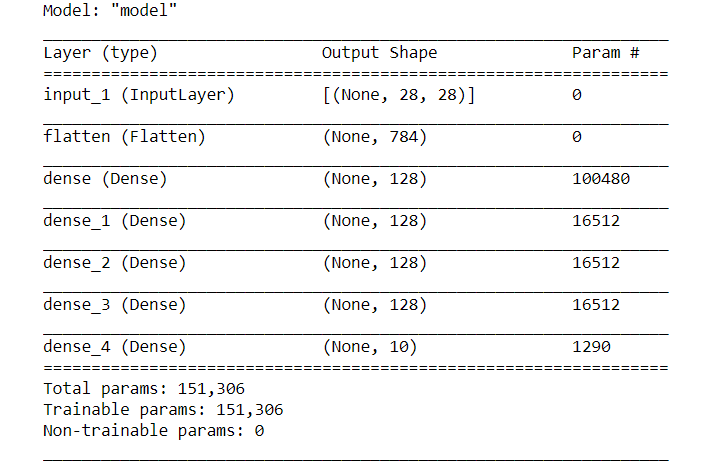 Model: "model"
_________________________________________________________________
Layer (type)                 Output Shape              Param #
=================================================================
input_1 (InputLayer)         [(None, 28, 28)]          0
_________________________________________________________________
flatten (Flatten)            (None, 784)               0
_________________________________________________________________
dense (Dense)                (None, 128)               100480
_________________________________________________________________
dense_1 (Dense)              (None, 128)               16512
_________________________________________________________________
dense_2 (Dense)              (None, 128)               16512
_________________________________________________________________
dense_3 (Dense)              (None, 128)               16512
_________________________________________________________________
dense_4 (Dense)              (None, 10)                1290
=================================================================
Total params: 151,306
Trainable params: 151,306
Non-trainable params: 0
_________________________________________________________________